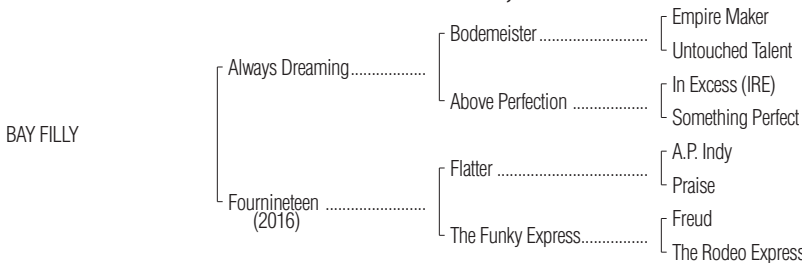 Empire Maker
Bodemeister ........................
Untouched Talent
Always Dreaming..................
In Excess (IRE)
Above Perfection ................
Something Perfect
BAY FILLY
A.P. Indy
Flatter ................................
Praise
Fournineteen ......................
(2016)
Freud
The Funky Express..............
The Rodeo Express